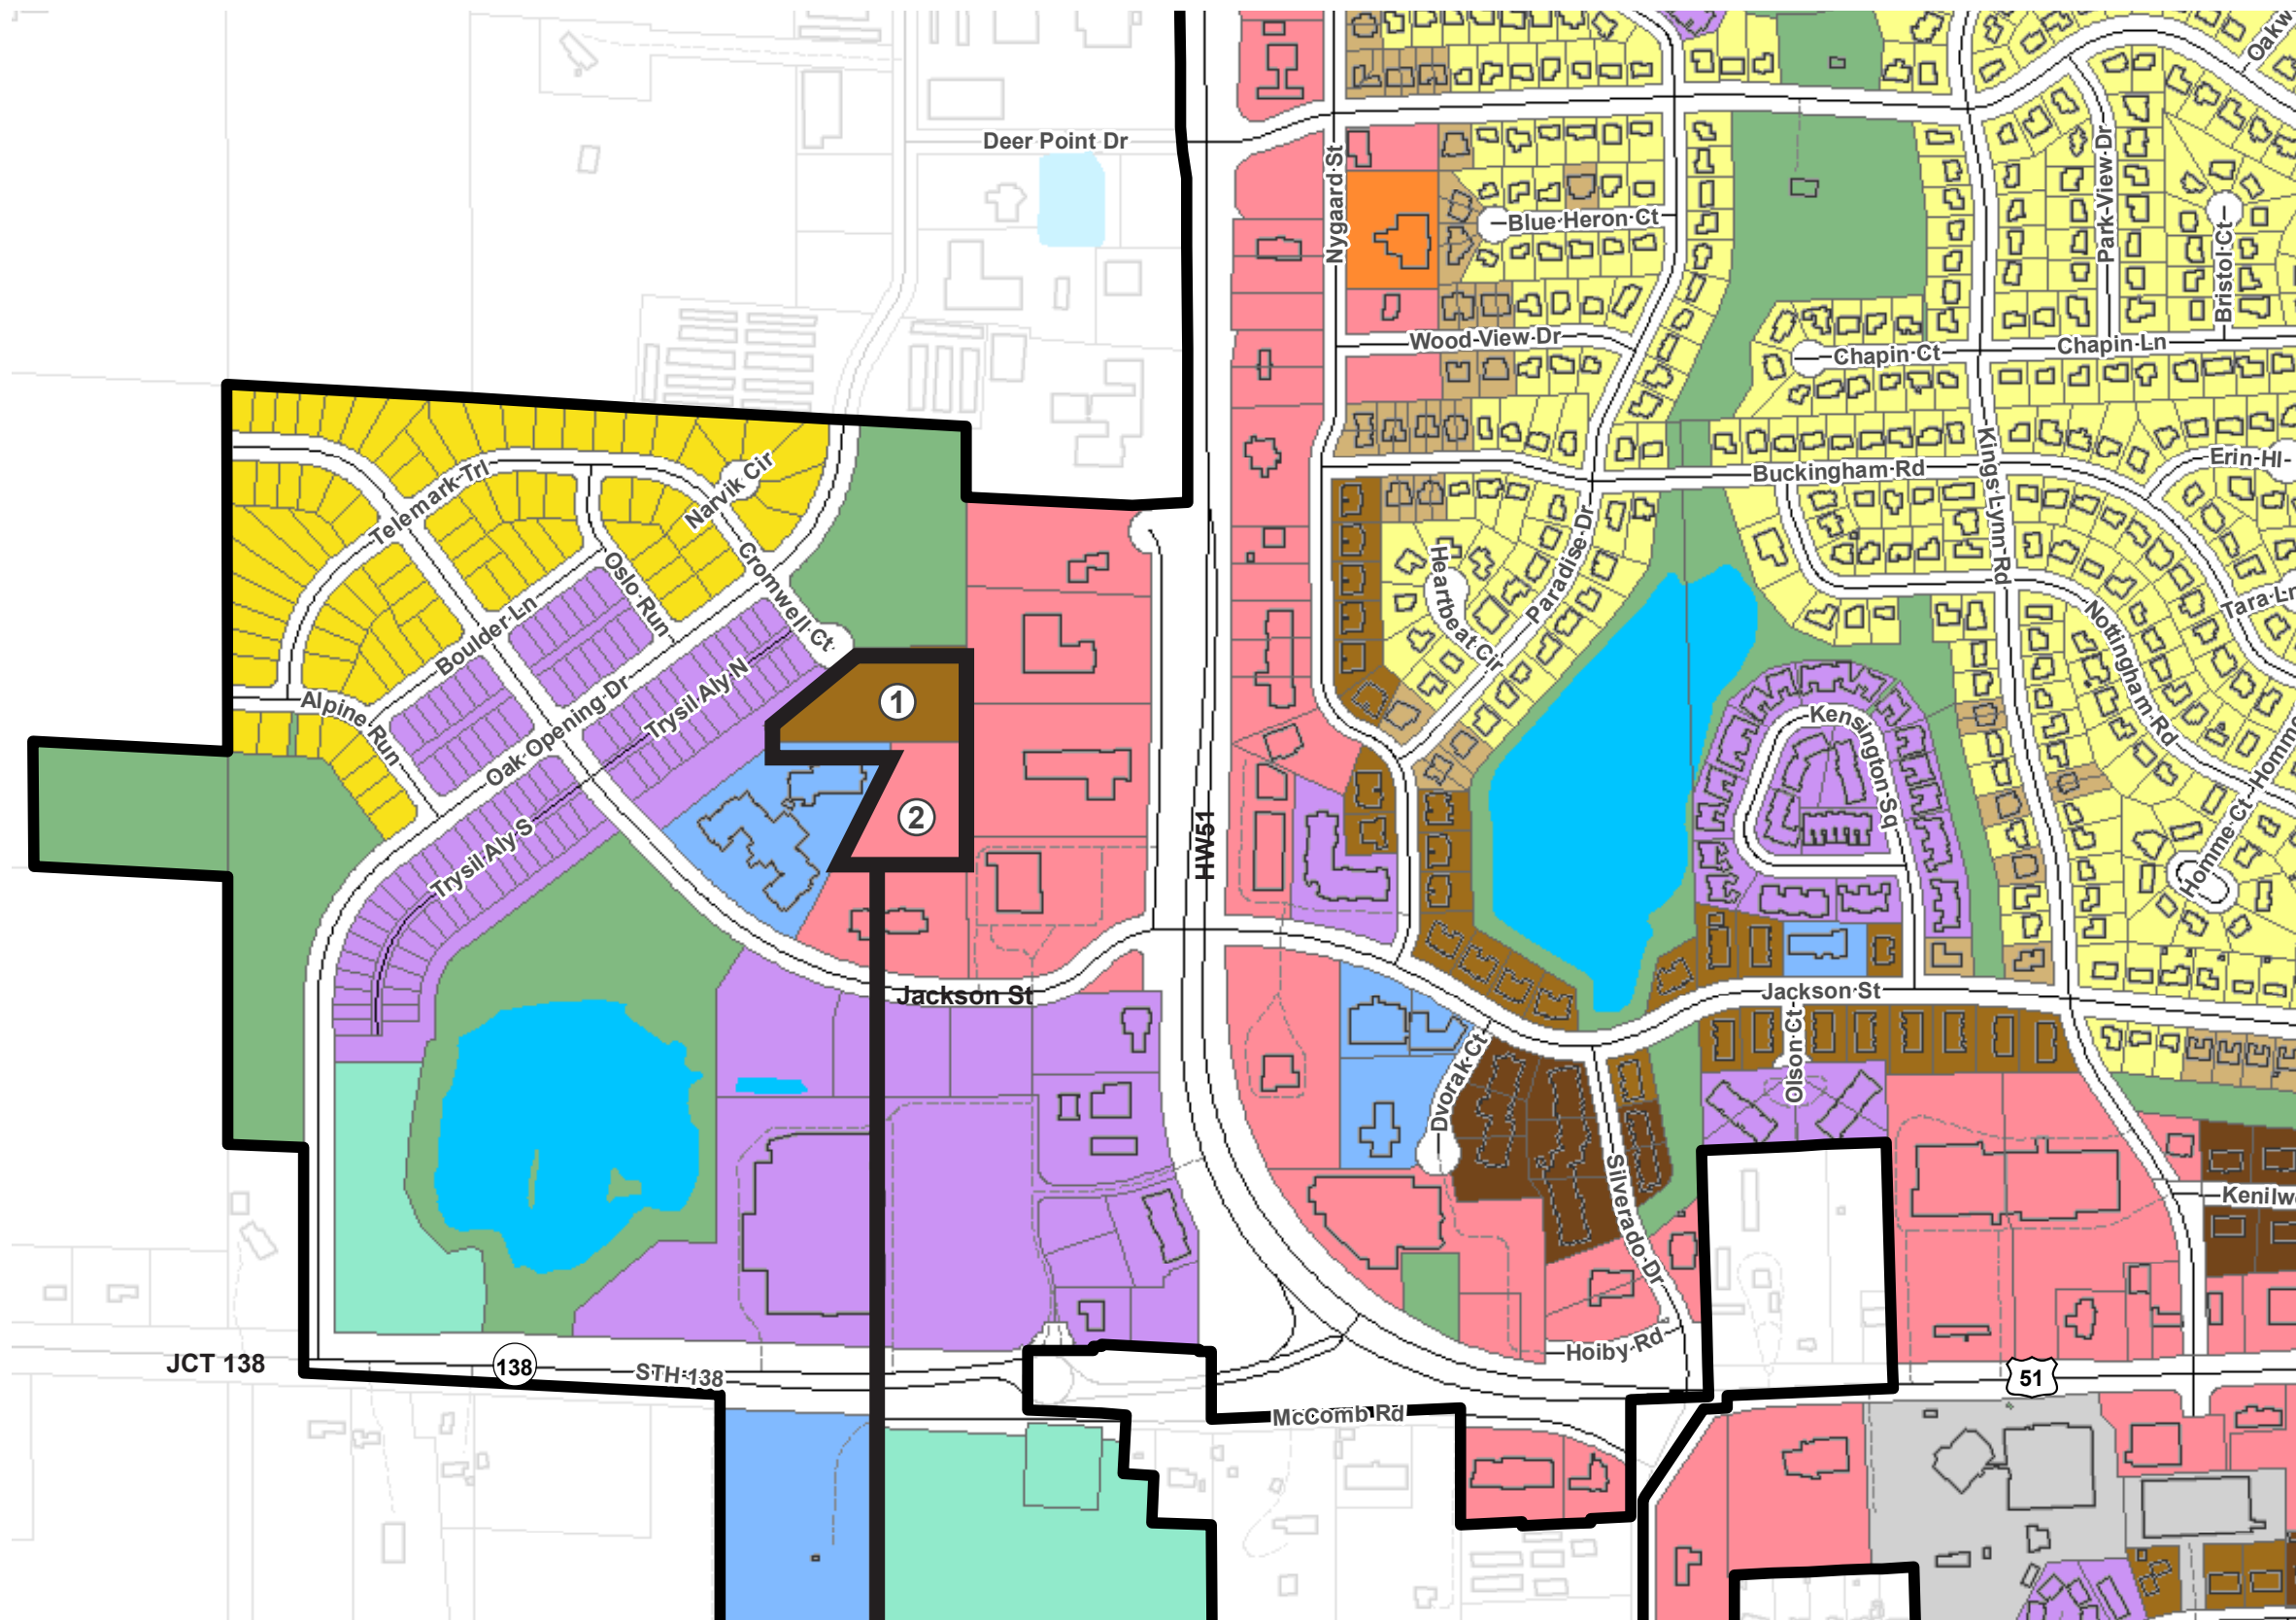 Oakw
Deer Point Dr
Nygaard St
Park View Dr
Blue Heron Ct
Bristol Ct
Wood View Dr
Chapin Ct
Chapin Ln
Kings Lynn Rd
Erin HI
Buckingham Rd
Telemark Trl
Narvik Cir
Cromwell Ct
Oslo Run
Boulder Ln
Heartbeat Cir
Paradise Dr
Nottingham Rd
Tara Ln
Trysil Aly N
Oak Opening Dr
Alpine Run
1
Kensington Sq
Homme
2
HW51
Trysil Aly S
Homme Ct
Jackson St
Jackson St
Olson Ct
Dvorak Ct
Silverado Dr
Kenilw
JCT 138
138
STH 138
Hoiby Rd
51
McComb Rd